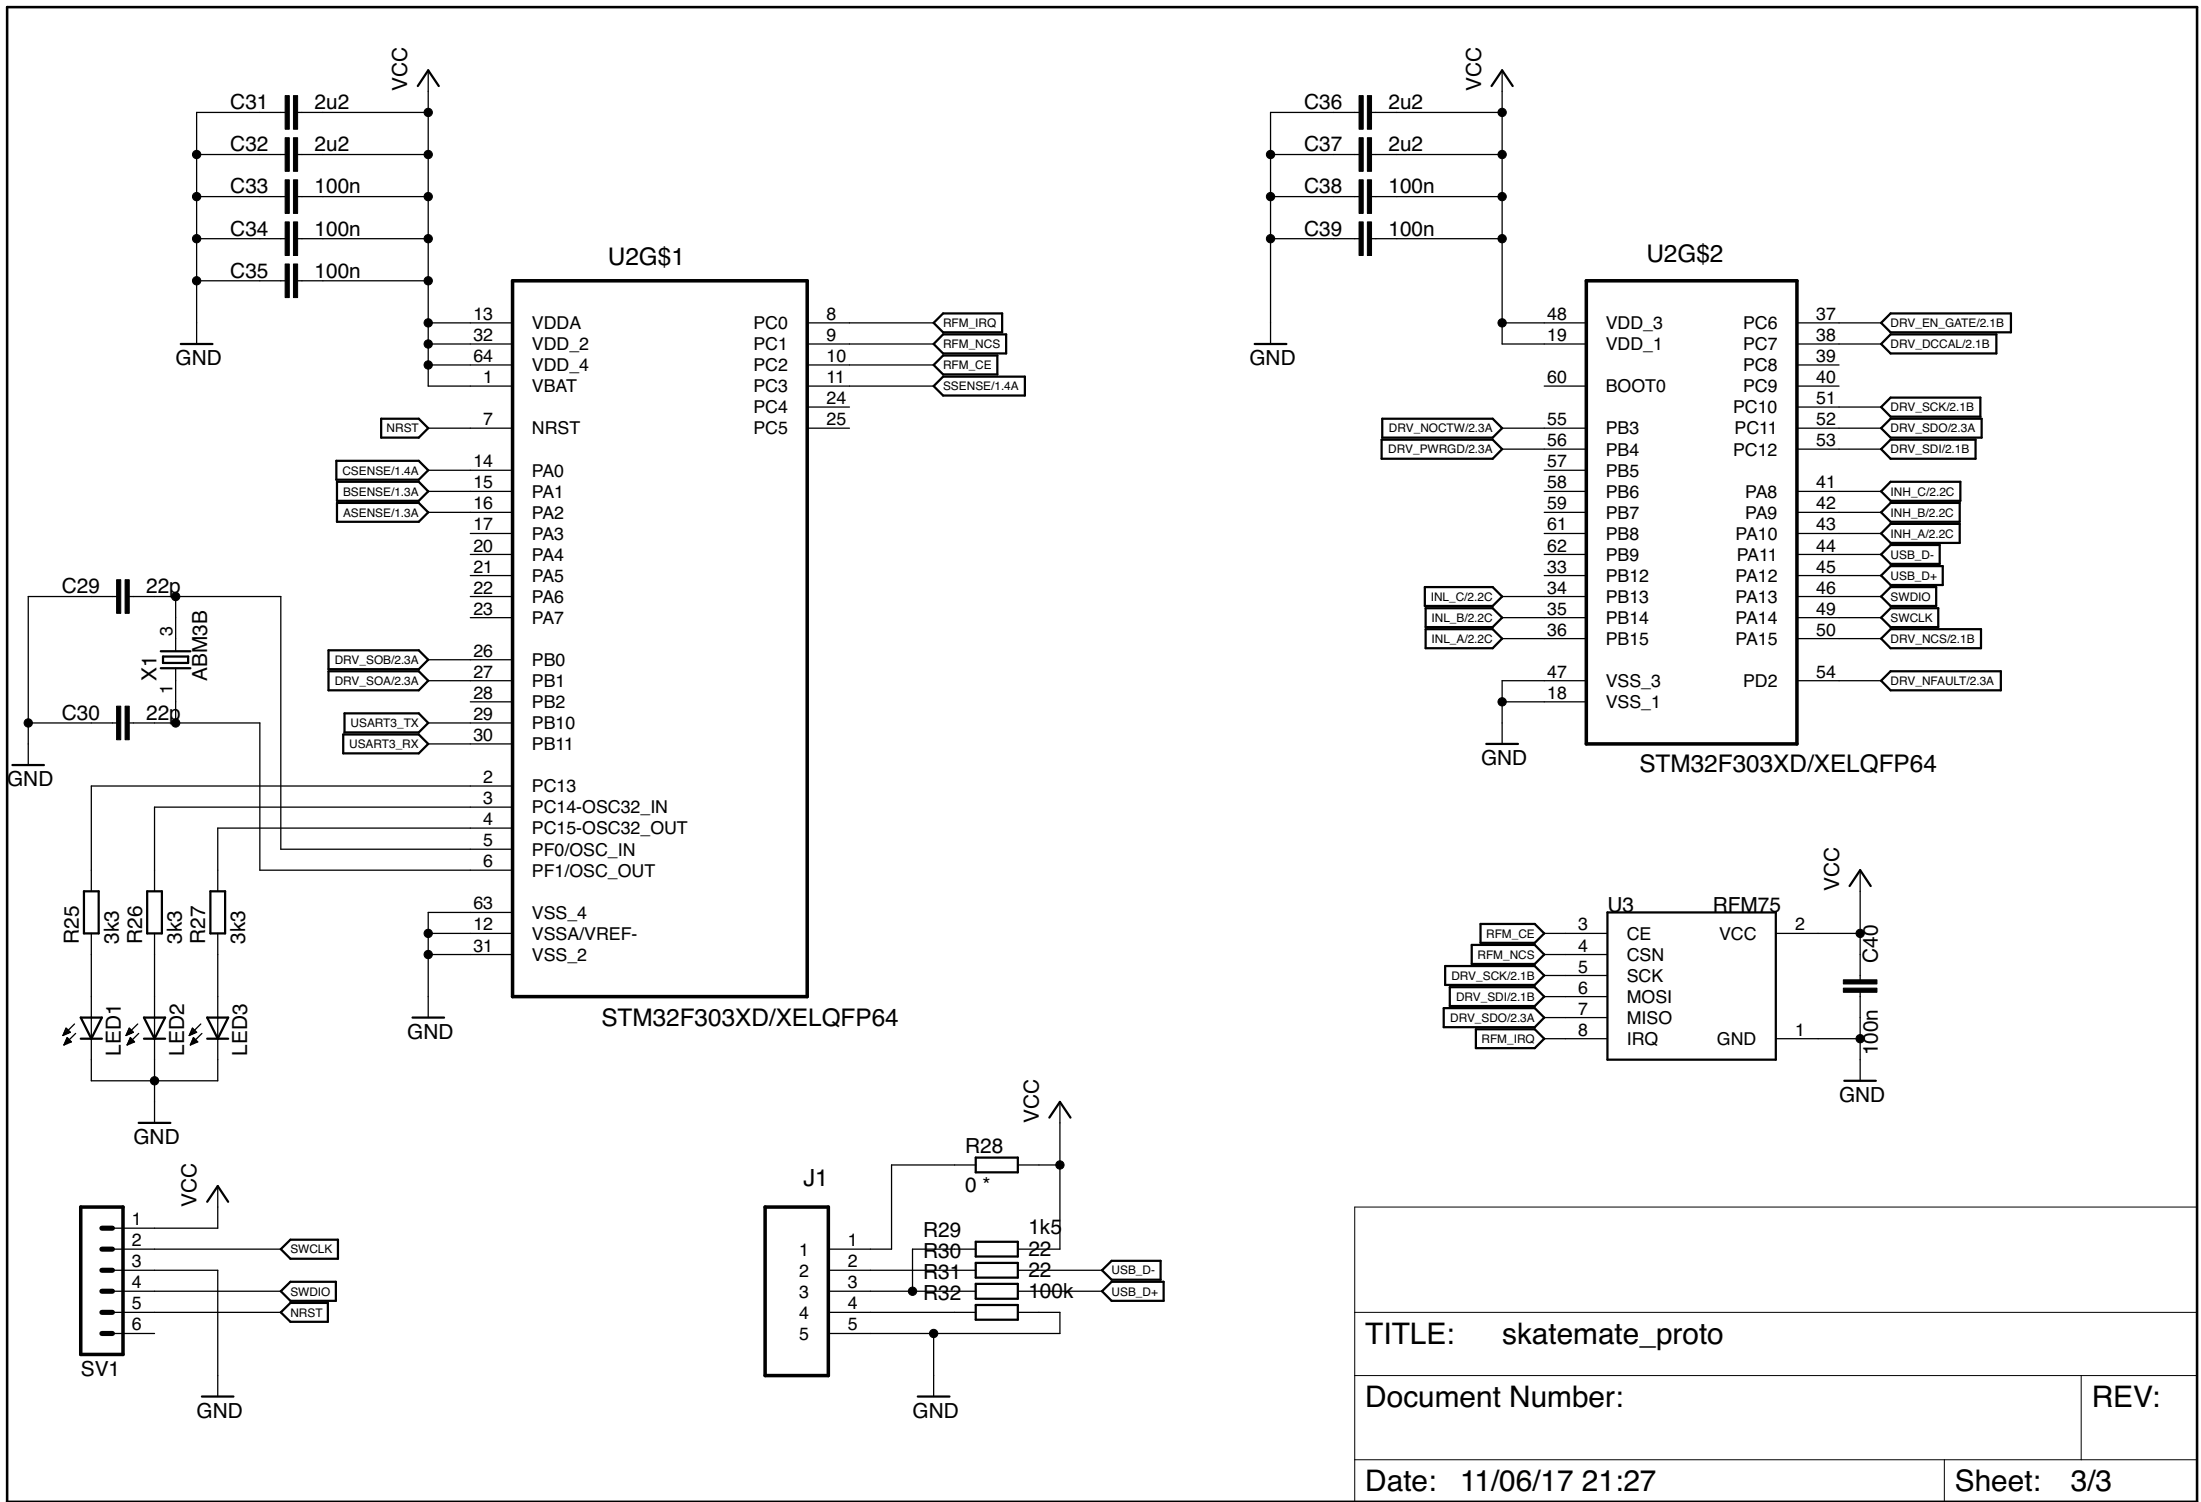 VCC
C31 2u2
C32 2u2
C33 100n
C34 100n
C35 100n
GND
U2G$1
13 VDDA
32 VDD_2
64 VDD_4
1 VBAT
NRST 7 NRST
CSENSE/1.4A 14 PA0
BSENSE/1.3A 15 PA1
ASENSE/1.3A 16 PA2
17 PA3
20 PA4
21 PA5
22 PA6
23 PA7
DRV_SOB/2.3A 26 PB0
DRV_SOA/2.3A 27 PB1
28 PB2
USART3_TX 29 PB10
USART3_RX 30 PB11
2 PC13
3 PC14-OSC32_IN
4 PC15-OSC32_OUT
5 PF0/OSC_IN
6 PF1/OSC_OUT
63 VSS_4
12 VSSA/VREF-
31 VSS_2
GND
PC0 8 RFM_IRQ
PC1 9 RFM_NCS
PC2 10 RFM_CE
PC3 11 SSENSE/1.4A
PC4 24
PC5 25
STM32F303XD/XELQFP64
C29 22p
3
X1
ABM3B
1
C30 22p
GND
R25 3k3
R26 3k3
R27 3k3
LED1
LED2
LED3
GND
VCC
C36 2u2
C37 2u2
C38 100n
C39 100n
GND
U2G$2
48 VDD_3
19 VDD_1
60 BOOT0
DRV_NOCTW/2.3A 55 PB3
DRV_PWRGD/2.3A 56 PB4
57 PB5
58 PB6
59 PB7
61 PB8
62 PB9
33 PB12
INL_C/2.2C 34 PB13
INL_B/2.2C 35 PB14
INL_A/2.2C 36 PB15
47 VSS_3
18 VSS_1
GND
PC6 37 DRV_EN_GATE/2.1B
PC7 38 DRV_DCCAL/2.1B
PC8 39
PC9 40
PC10 51 DRV_SCK/2.1B
PC11 52 DRV_SDO/2.3A
PC12 53 DRV_SDI/2.1B
PA8 41 INH_C/2.2C
PA9 42 INH_B/2.2C
PA10 43 INH_A/2.2C
PA11 44 USB_D-
PA12 45 USB_D+
PA13 46 SWDIO
PA14 49 SWCLK
PA15 50 DRV_NCS/2.1B
PD2 54 DRV_NFAULT/2.3A
STM32F303XD/XELQFP64
U3 RFM75
RFM_CE 3 CE
RFM_NCS 4 CSN
DRV_SCK/2.1B 5 SCK
DRV_SDI/2.1B 6 MOSI
DRV_SDO/2.3A 7 MISO
RFM_IRQ 8 IRQ
VCC 2
GND 1
VCC
C40
100n
GND
VCC
1
2 SWCLK
3
4 SWDIO
5 NRST
6
SV1
GND
J1
VCC
R28
0 *
R29 1k5
R30 22
R31 22
R32 100k
1 1
2 2
3 3
4 4
5 5
USB_D-
USB_D+
GND
TITLE: skatemate_proto
Document Number:
REV:
Date: 11/06/17 21:27
Sheet: 3/3